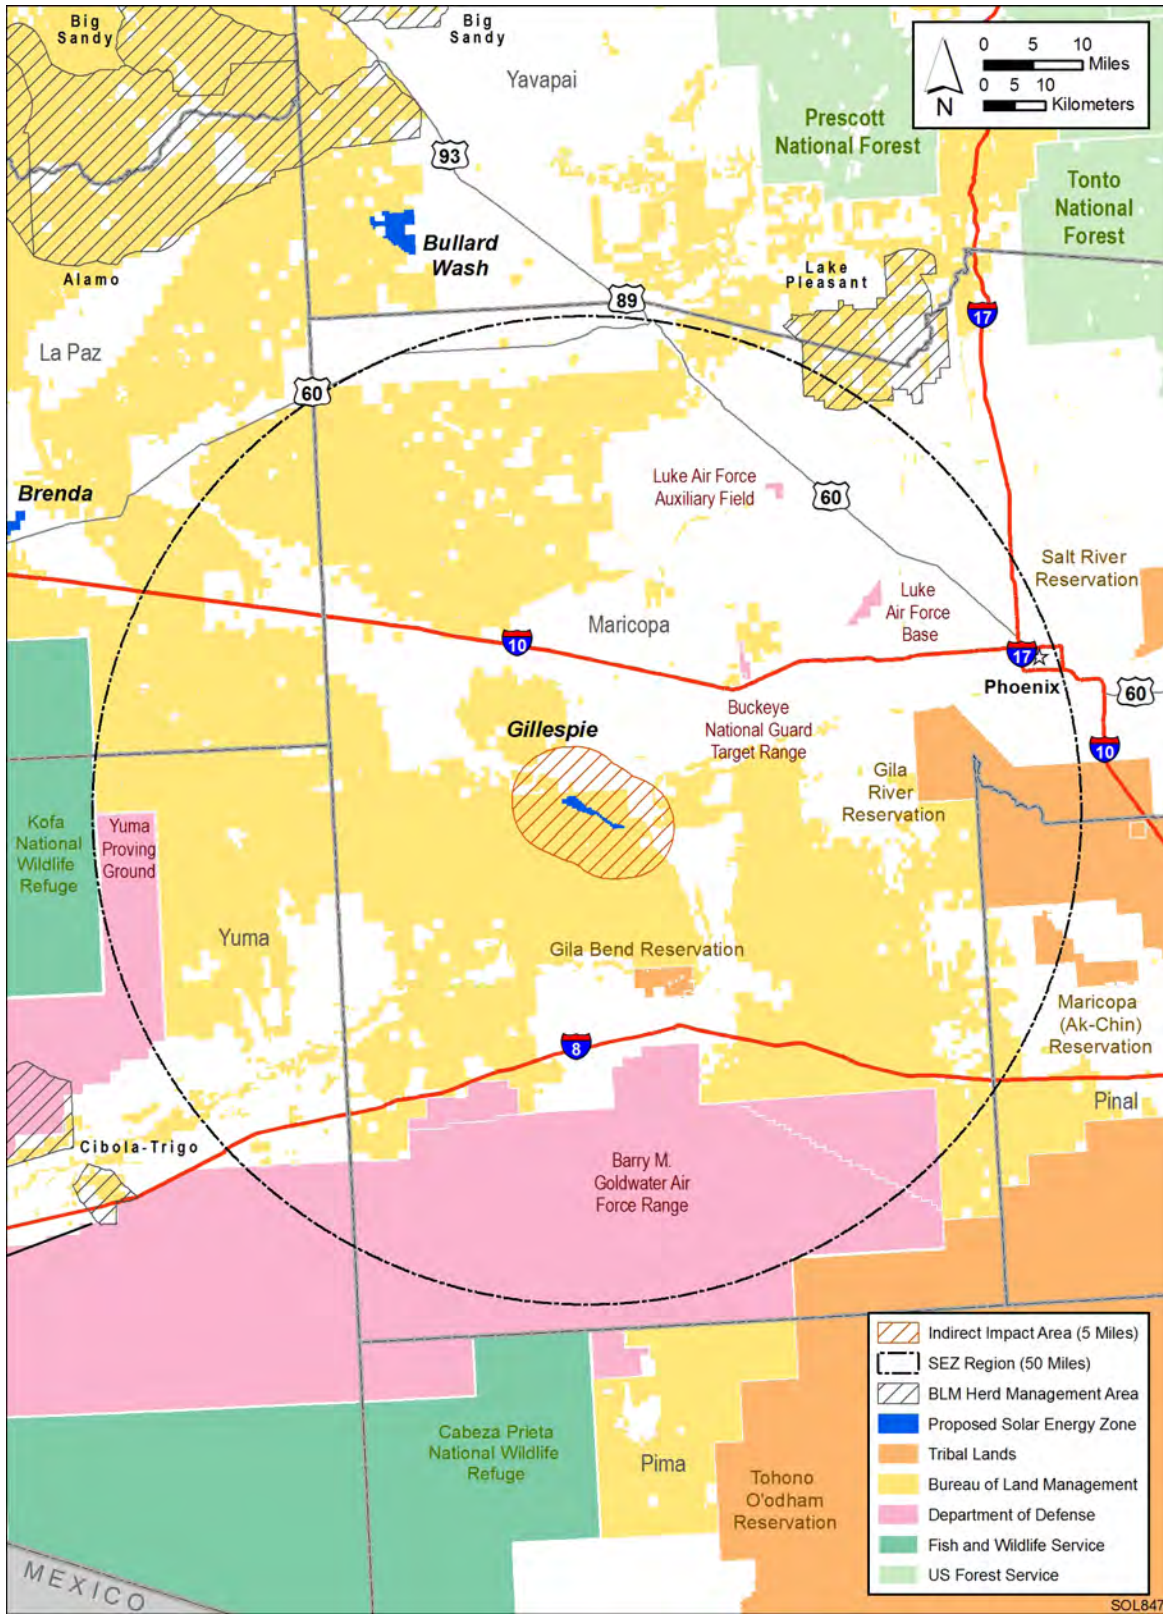 Big
Sandy
Big
Sandy
Yavapai
0 5 10
Miles
0 5 10
Kilometers
N
Prescott
National Forest
93
Tonto
National
Forest
Bullard
Wash
Alamo
Lake
Pleasant
89
17
La Paz
60
Brenda
Luke Air Force
Auxiliary Field
60
Salt River
Reservation
Luke
Air Force
Base
Maricopa
10
17
Phoenix
60
Buckeye
National Guard
Target Range
Gillespie
10
Gila
River
Reservation
Kofa
National
Wildlife
Refuge
Yuma
Proving
Ground
Yuma
Gila Bend Reservation
Maricopa
(Ak-Chin)
Reservation
8
Pinal
Cibola-Trigo
Barry M.
Goldwater Air
Force Range
Cabeza Prieta
National Wildlife
Refuge
Pima
Tohono
O'odham
Reservation
MEXICO
Indirect Impact Area (5 Miles)
SEZ Region (50 Miles)
BLM Herd Management Area
Proposed Solar Energy Zone
Tribal Lands
Bureau of Land Management
Department of Defense
Fish and Wildlife Service
US Forest Service
SOL847